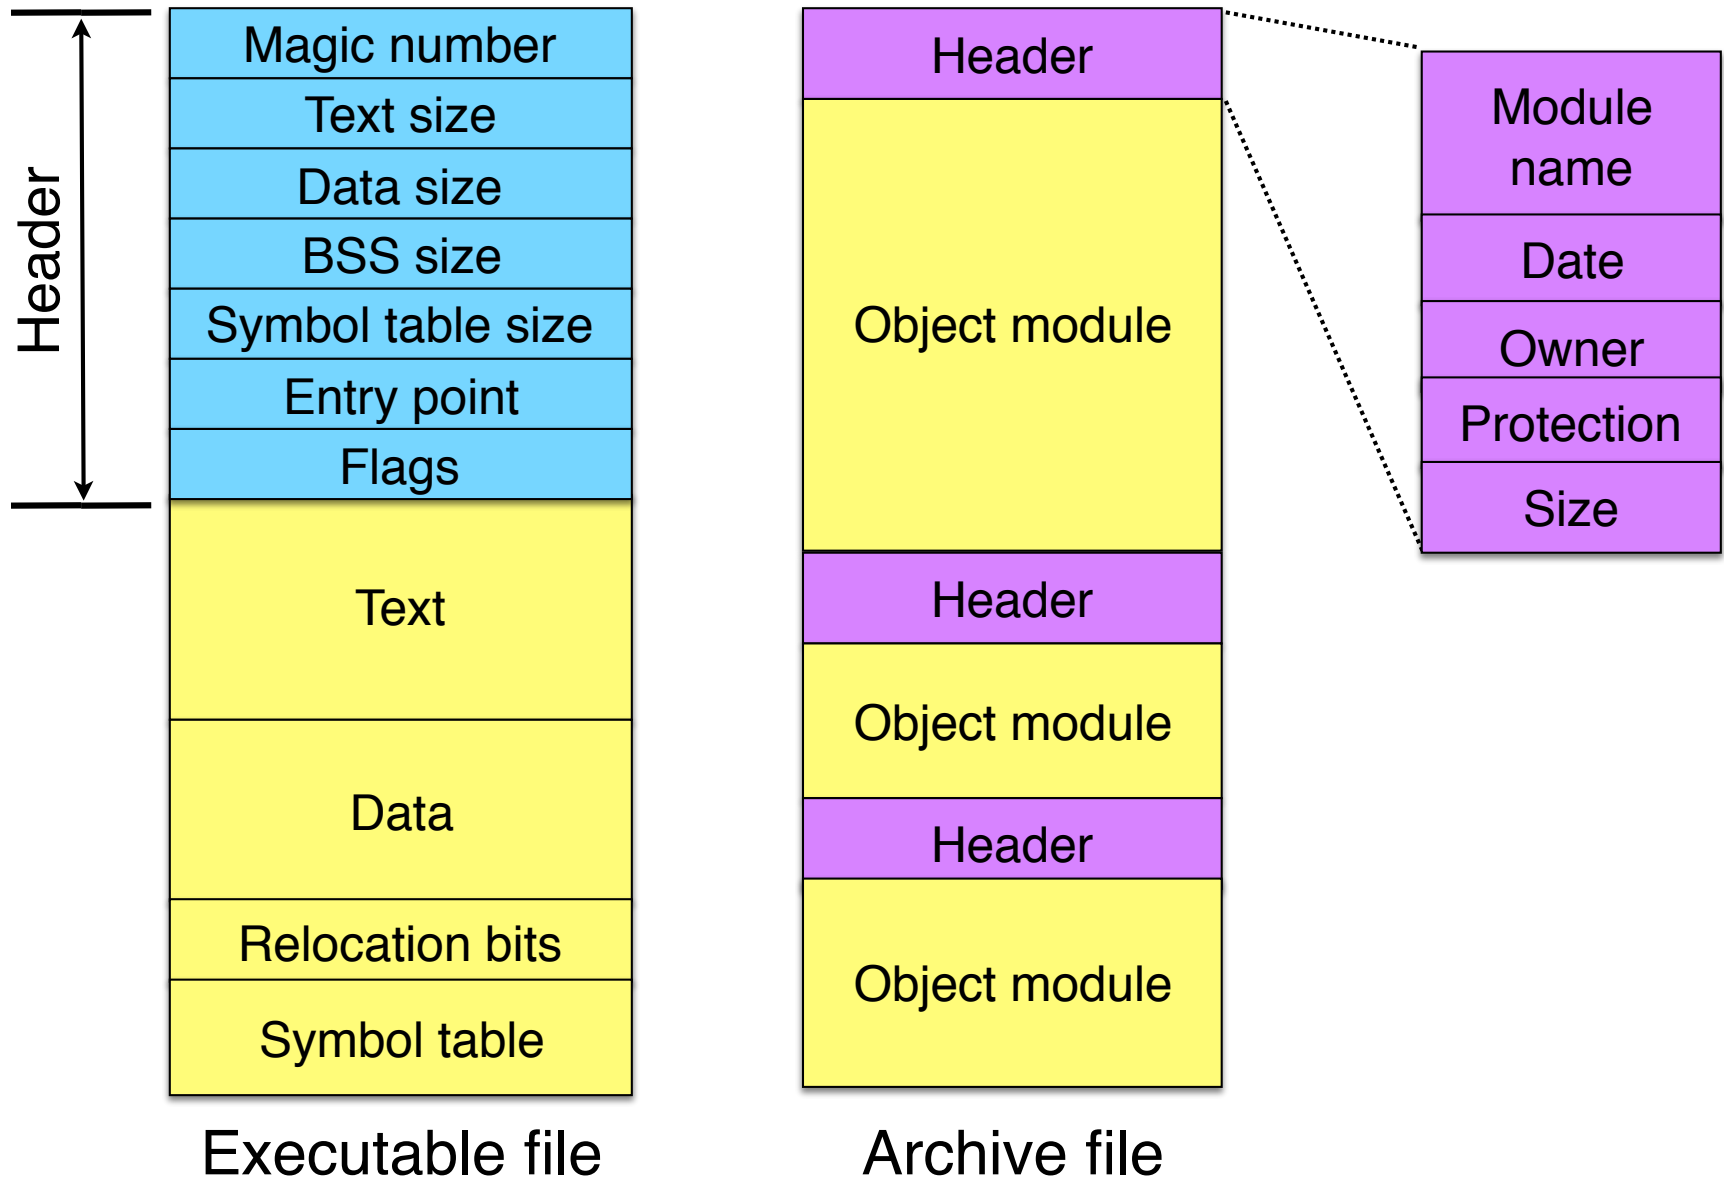 Header
Magic number
Text size
Data size
BSS size
Symbol table size
Entry point
Flags
Text
Data
Relocation bits
Symbol table
Executable file
Header
Object module
Header
Object module
Header
Object module
Archive file
Module
name
Date
Owner
Protection
Size